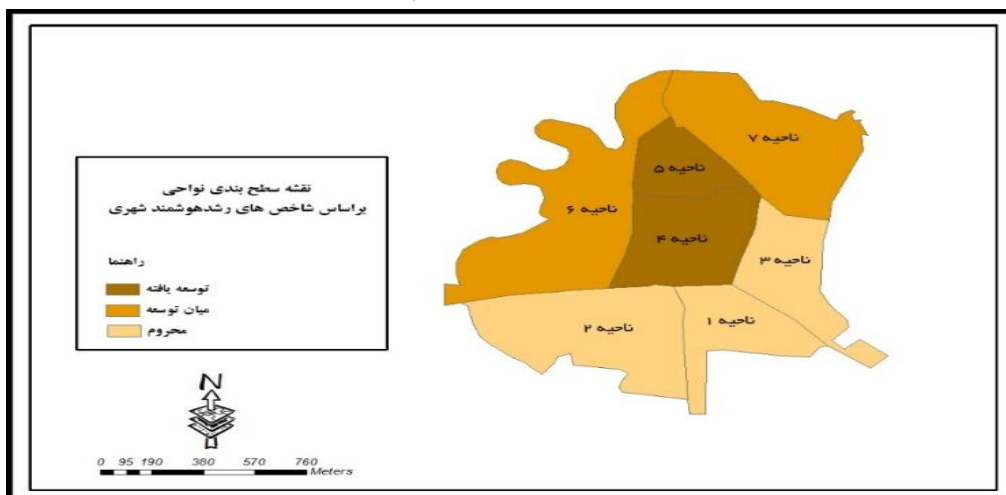 نقشه سطح بندی نواحی
براساس شاخص های رشدهوشمند شهری
راهنما
توسعه یافته
میان توسعه
محروم
N
0 95 190 380 570 760
Meters
ناحیه ۷
ناحیه ۵
ناحیه ۶
ناحیه ۴
ناحیه ۳
ناحیه ۱
ناحیه ۲